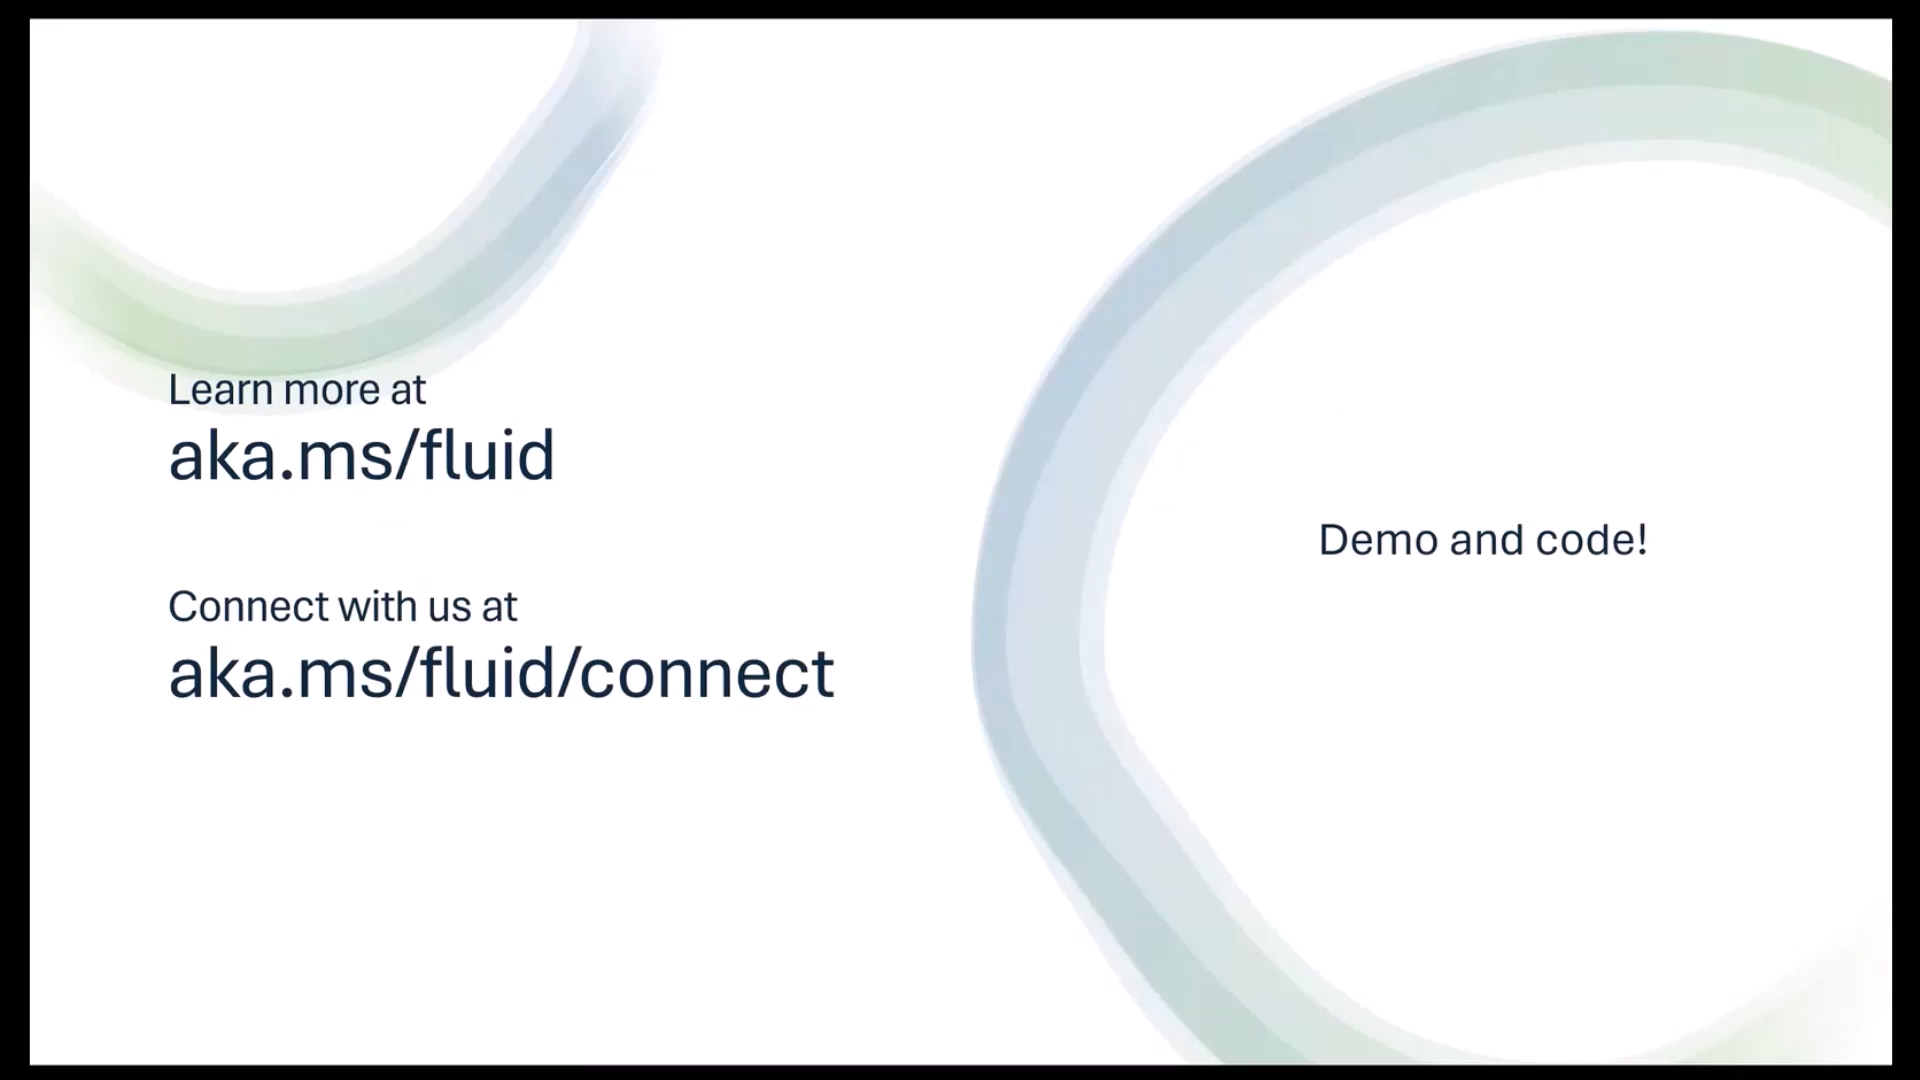 Learn more at
aka.ms/fluid
Connect with us at
aka.ms/fluid/connect
Demo and code!